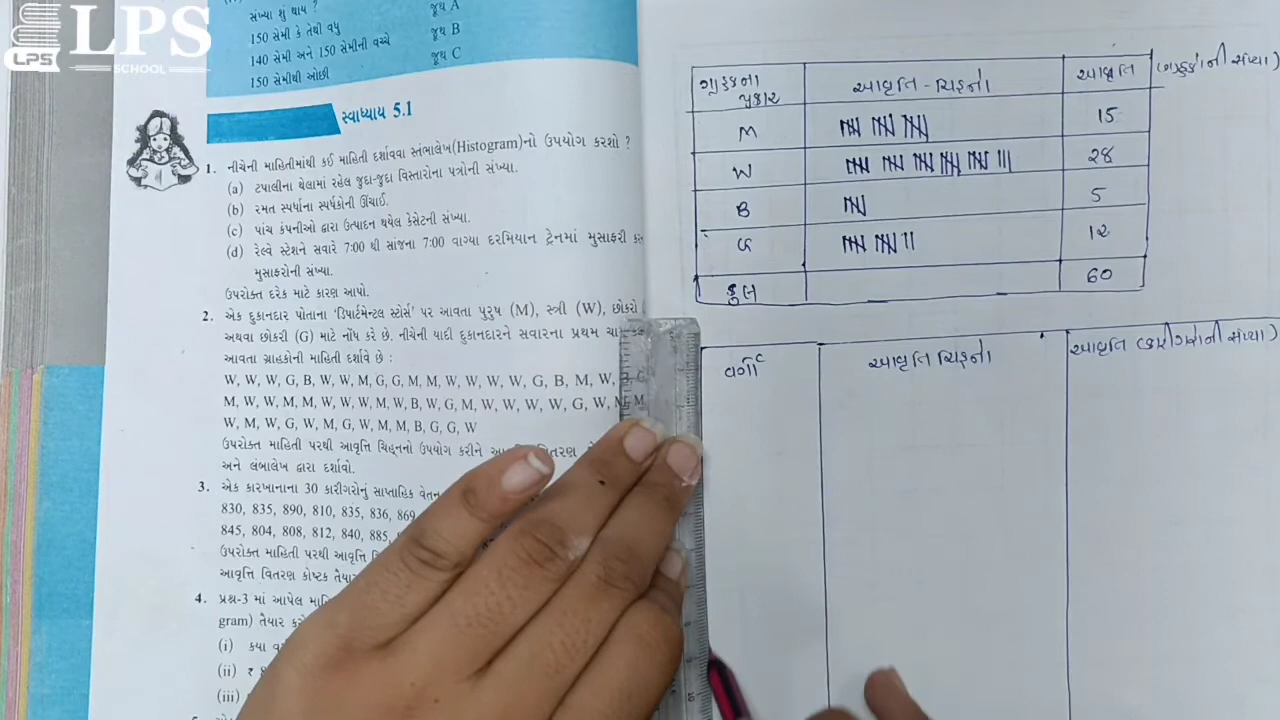 LPS
LPS
SCHOOL
સંખ્યા શું થાય ?
150 સેમી કે તેથી વધુ જૂથ A
140 સેમી અને 150 સેમીની વચ્ચે જૂથ B
150 સેમીથી ઓછી જૂથ C
સ્વાધ્યાય 5.1
1. નીચેની માહિતીમાંથી કઈ માહિતી દર્શાવવા સ્તંભાલેખ(Histogram)નો ઉપયોગ કરશો ?
(a) ટપાલીના થેલામાં રહેલ જુદા-જુદા વિસ્તારોના પત્રોની સંખ્યા.
(b) રમત સ્પર્ધાના સ્પર્ધકોની ઊંચાઈ.
(c) પાંચ કંપનીઓ દ્વારા ઉત્પાદન થયેલ કેસેટની સંખ્યા.
(d) રેલ્વે સ્ટેશને સવારે 7:00 થી સાંજના 7:00 વાગ્યા દરમિયાન ટ્રેનમાં મુસાફરી
મુસાફરોની સંખ્યા.
ઉપરોક્ત દરેક માટે કારણ આપો.
2. એક દુકાનદાર પોતાના 'ડિપાર્ટમેન્ટલ સ્ટોર્સ' પર આવતા પુરુષ (M), સ્ત્રી (W), છોકરો
અથવા છોકરી (G) માટે નોંધ કરે છે. નીચેની યાદી દુકાનદારને સવારના પ્રથમ
આવતા ગ્રાહકોની માહિતી દર્શાવે છે :
W, W, W, G, B, W, W, M, G, G, M, M, W, W, W, W, G, B, M, W,
M, W, W, M, W, W, W, M, W, B, W, G, M, W, W, W, W, G, W, M
W, M, W, G, W, M, G, W, M, M, B, G, G, W
ઉપરોક્ત માહિતી પરથી આવૃત્તિ ચિહ્નનો ઉપયોગ કરીને
અને લંબાલેખ દ્વારા દર્શાવો.
3. એક કારખાનાના 30 કારીગરોનું સાપ્તાહિક વેતન
830, 835, 890, 810, 835, 836, 869
845, 804, 808, 812, 840, 885,
ઉપરોક્ત માહિતી પરથી આવૃત્તિ
આવૃત્તિ વિતરણ કોષ્ટક
4. પ્રશ્ન-3 માં આપેલ
gram) તૈયાર
(i) કયા
(ii) ₹
(iii)
ગ્રાહકના પ્રકાર આવૃતિ - ચિહ્નો આવૃતિ (ગ્રાહકોની સંખ્યા)
M 15
W 28
B 5
G 12
કુલ 60
વર્ગો આવૃતિ ચિહ્નો આવૃતિ (કારીગરોની સંખ્યા)